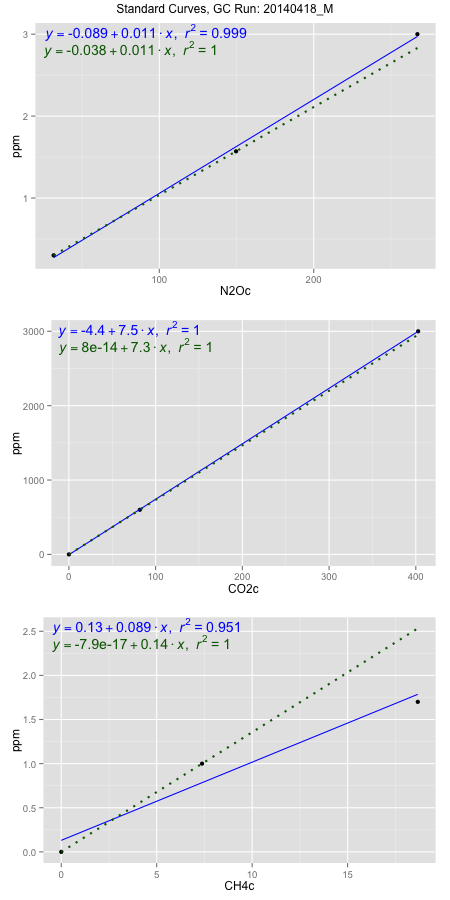 Standard Curves, GC Run: 20140418_M
y = -0.089 + 0.011 · x, r² = 0.999
y = -0.038 + 0.011 · x, r² = 1
3
2
1
ppm
100 200
N2Oc
y = -4.4 + 7.5 · x, r² = 1
y = 8e-14 + 7.3 · x, r² = 1
3000
2000
1000
0
ppm
0 100 200 300 400
CO2c
y = 0.13 + 0.089 · x, r² = 0.951
y = -7.9e-17 + 0.14 · x, r² = 1
2.5
2.0
1.5
1.0
0.5
0.0
ppm
0 5 10 15
CH4c